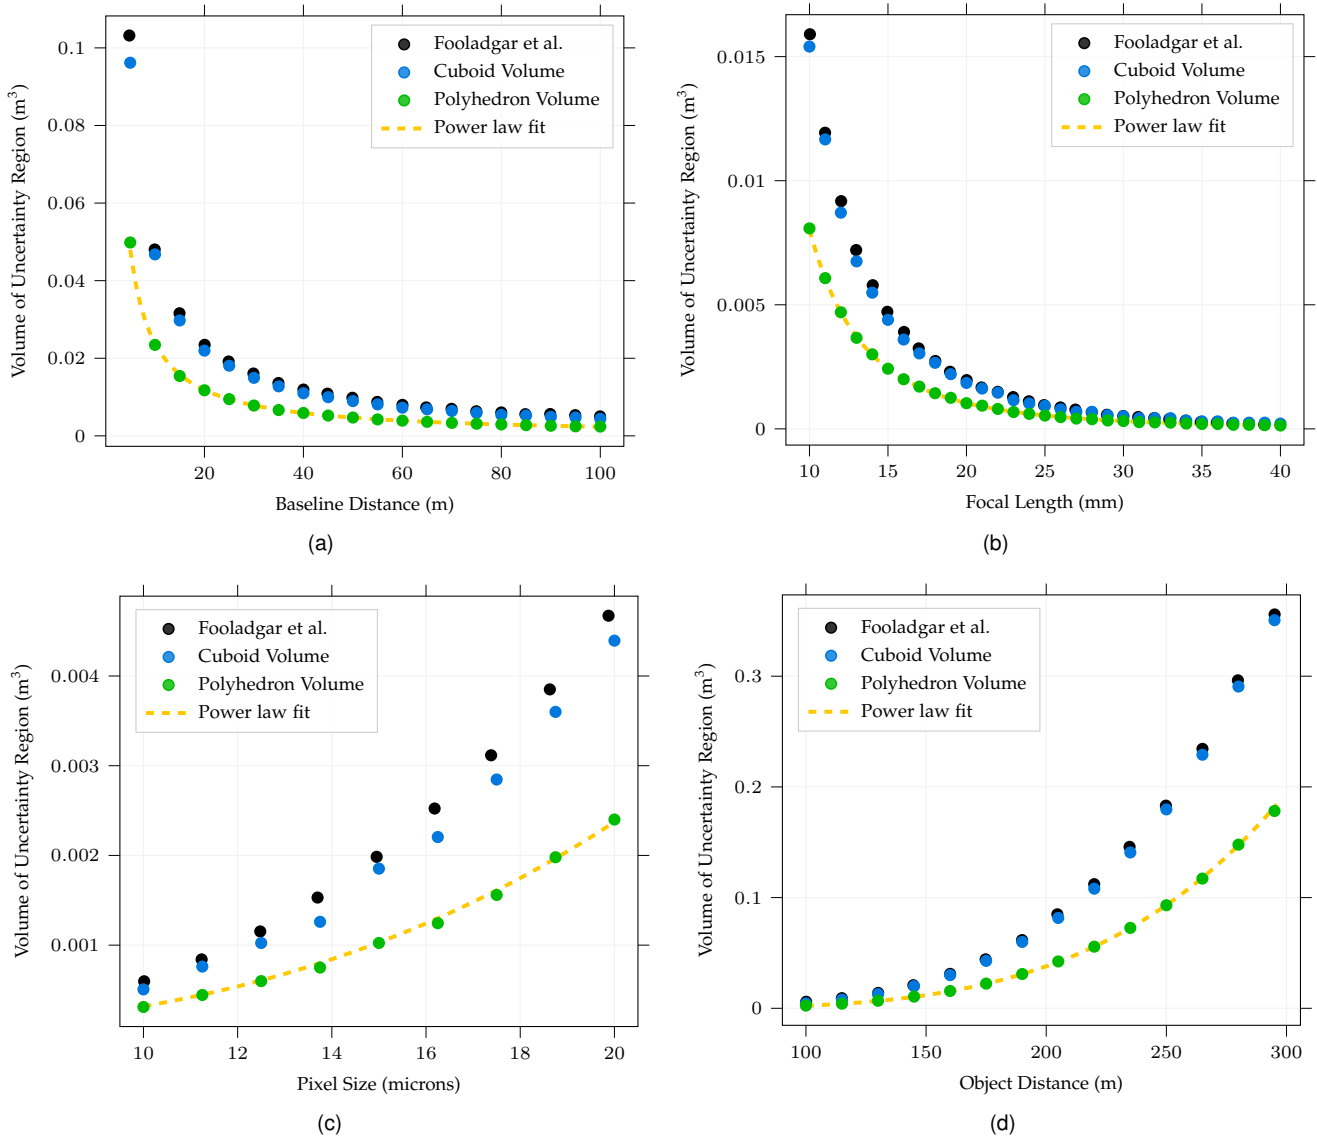 0.1
0.08
0.06
0.04
0.02
0
Volume of Uncertainty Region (m³)
Fooladgar et al.
Cuboid Volume
Polyhedron Volume
Power law fit
20 40 60 80 100
Baseline Distance (m)
(a)
0.015
0.01
0.005
0
Volume of Uncertainty Region (m³)
Fooladgar et al.
Cuboid Volume
Polyhedron Volume
Power law fit
10 15 20 25 30 35 40
Focal Length (mm)
(b)
0.004
0.003
0.002
0.001
Volume of Uncertainty Region (m³)
Fooladgar et al.
Cuboid Volume
Polyhedron Volume
Power law fit
10 12 14 16 18 20
Pixel Size (microns)
(c)
0.3
0.2
0.1
0
Volume of Uncertainty Region (m³)
Fooladgar et al.
Cuboid Volume
Polyhedron Volume
Power law fit
100 150 200 250 300
Object Distance (m)
(d)